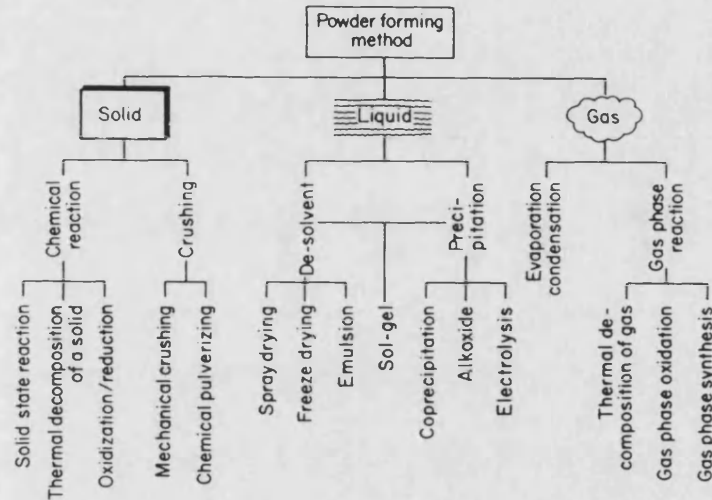 Powder forming
method
Solid
Liquid
Gas
Chemical
reaction
Crushing
De-solvent
Preci-
pitation
Evaporation
condensation
Gas phase
reaction
Solid state reaction
Thermal decomposition
of a solid
Oxidization/reduction
Mechanical crushing
Chemical pulverizing
Spray drying
Freeze drying
Emulsion
Sol-gel
Coprecipitation
Alkoxide
Electrolysis
Thermal de-
composition of gas
Gas phase oxidation
Gas phase synthesis